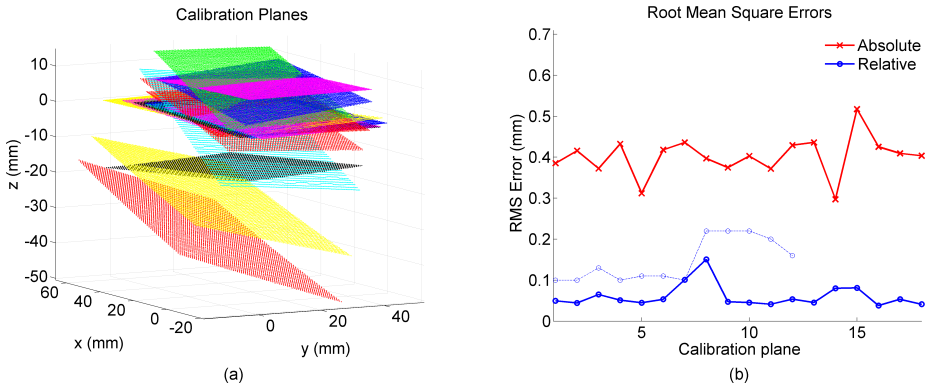 Calibration Planes
10
0
-10
-20
-30
-40
-50
z (mm)
60
40
20
0
-20
x (mm)
0
20
40
y (mm)
(a)
Root Mean Square Errors
0.7
0.6
0.5
0.4
0.3
0.2
0.1
0
RMS Error (mm)
Absolute
Relative
5
10
15
Calibration plane
(b)